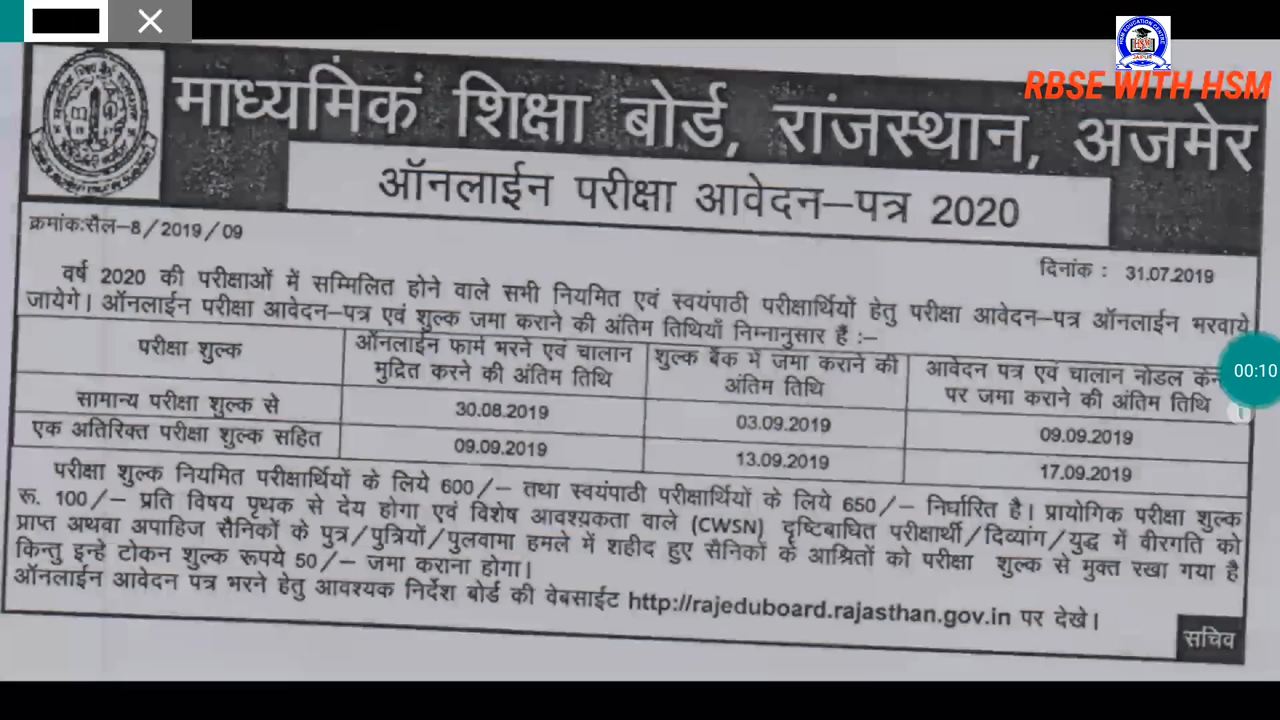 RBSE WITH HSM
माध्यमिक शिक्षा बोर्ड, राजस्थान, अजमेर
ऑनलाईन परीक्षा आवेदन–पत्र 2020
क्रमांक:सैल–8/2019/09
दिनांक : 31.07.2019
वर्ष 2020 की परीक्षाओं में सम्मिलित होने वाले सभी नियमित एवं स्वयंपाठी परीक्षार्थियों हेतु परीक्षा आवेदन–पत्र ऑनलाईन भरवाये
जायेगे। ऑनलाईन परीक्षा आवेदन–पत्र एवं शुल्क जमा कराने की अंतिम तिथियाँ निम्नानुसार हैं :–
परीक्षा शुल्क
ऑनलाईन फार्म भरने एवं चालान
मुद्रित करने की अंतिम तिथि
शुल्क बैंक में जमा कराने की
अंतिम तिथि
आवेदन पत्र एवं चालान नोडल
पर जमा कराने की अंतिम तिथि
सामान्य परीक्षा शुल्क से
30.08.2019
03.09.2019
09.09.2019
एक अतिरिक्त परीक्षा शुल्क सहित
09.09.2019
13.09.2019
17.09.2019
परीक्षा शुल्क नियमित परीक्षार्थियों के लिये 600/– तथा स्वयंपाठी परीक्षार्थियों के लिये 650/– निर्धारित है। प्रायोगिक परीक्षा शुल्क
रू. 100/– प्रति विषय पृथक से देय होगा एवं विशेष आवश्यकता वाले (CWSN) दृष्टिबाधित परीक्षार्थी/दिव्यांग/युद्ध में वीरगति को
प्राप्त अथवा अपाहिज सैनिकों के पुत्र/पुत्रियों/पुलवामा हमले में शहीद हुए सैनिकों के आश्रितों को परीक्षा शुल्क से मुक्त रखा गया है
किन्तु इन्हे टोकन शुल्क रूपये 50/– जमा कराना होगा।
ऑनलाईन आवेदन पत्र भरने हेतु आवश्यक निर्देश बोर्ड की वेबसाईट http://rajeduboard.rajasthan.gov.in पर देखे।
सचिव
00:10
HSM
JAIPUR